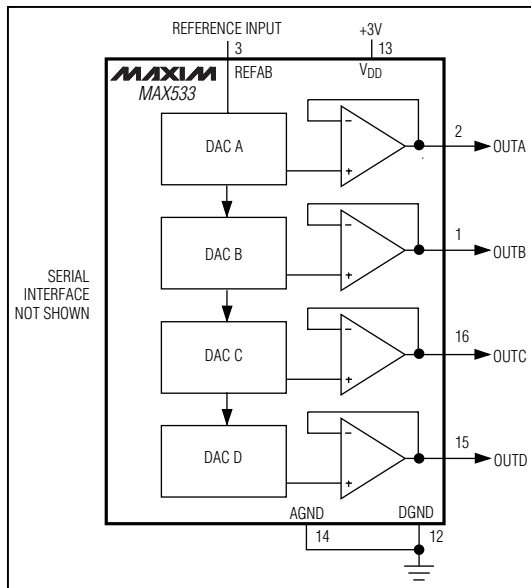 REFERENCE INPUT
+3V
3
13
MAXIM
REFAB
VDD
MAX533
DAC A
−
+
2
OUTA
DAC B
−
+
1
OUTB
SERIAL
INTERFACE
NOT SHOWN
DAC C
−
+
16
OUTC
DAC D
−
+
15
OUTD
AGND
DGND
14
12